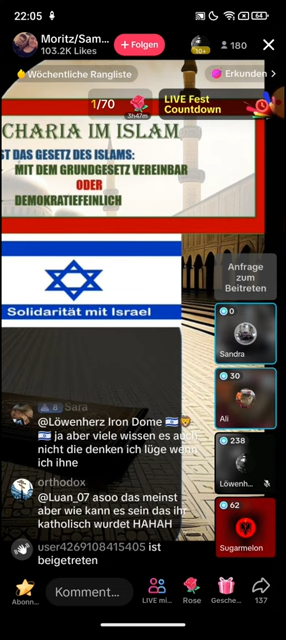 22:05
64
Moritz/Sam...
103.2K Likes
+ Folgen
10+
180
Wöchentliche Rangliste
Erkunden >
1/70
3h47m
LIVE Fest
Countdown
CHARIA IM ISLAM
ST DAS GESETZ DES ISLAMS:
MIT DEM GRUNDGESETZ VEREINBAR
ODER
DEMOKRATIEFEINLICH
Solidarität mit Israel
Anfrage
zum
Beitreten
0
Sandra
30
Ali
238
Löwenh...
62
Sugarmelon
8 Sara
@Löwenherz Iron Dome 🇮🇱🦁
🇮🇱 ja aber viele wissen es auch
nicht die denken ich lüge wenn
ich ihne
orthodox
@Luan_07 asoo das meinst
aber wie kann es sein das ihr
katholisch wurdet HAHAH
user4269108415405 ist
beigetreten
Abonn...
Komment...
LIVE mi...
Rose
Gesche...
137